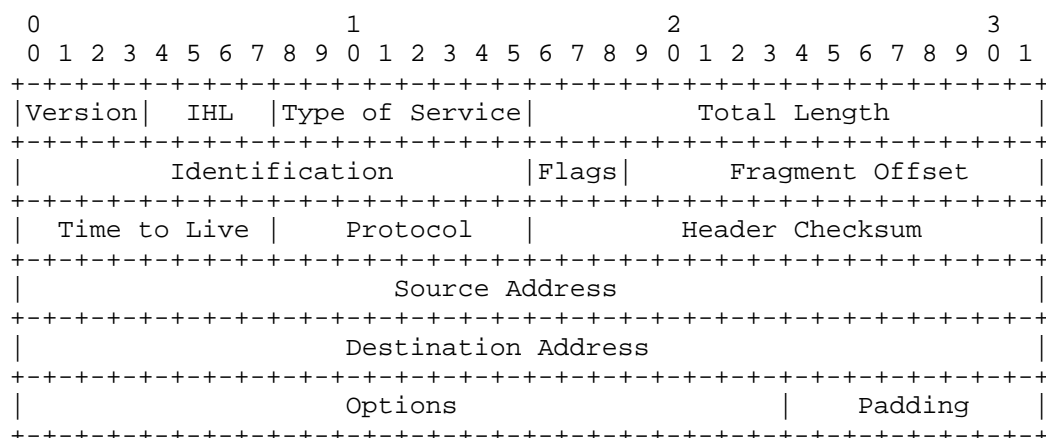 0                   1                   2                   3
 0 1 2 3 4 5 6 7 8 9 0 1 2 3 4 5 6 7 8 9 0 1 2 3 4 5 6 7 8 9 0 1
+-+-+-+-+-+-+-+-+-+-+-+-+-+-+-+-+-+-+-+-+-+-+-+-+-+-+-+-+-+-+-+-+
|Version|  IHL  |Type of Service|          Total Length         |
+-+-+-+-+-+-+-+-+-+-+-+-+-+-+-+-+-+-+-+-+-+-+-+-+-+-+-+-+-+-+-+-+
|         Identification        |Flags|      Fragment Offset    |
+-+-+-+-+-+-+-+-+-+-+-+-+-+-+-+-+-+-+-+-+-+-+-+-+-+-+-+-+-+-+-+-+
|  Time to Live |    Protocol   |         Header Checksum       |
+-+-+-+-+-+-+-+-+-+-+-+-+-+-+-+-+-+-+-+-+-+-+-+-+-+-+-+-+-+-+-+-+
|                       Source Address                          |
+-+-+-+-+-+-+-+-+-+-+-+-+-+-+-+-+-+-+-+-+-+-+-+-+-+-+-+-+-+-+-+-+
|                    Destination Address                        |
+-+-+-+-+-+-+-+-+-+-+-+-+-+-+-+-+-+-+-+-+-+-+-+-+-+-+-+-+-+-+-+-+
|                    Options                    |    Padding    |
+-+-+-+-+-+-+-+-+-+-+-+-+-+-+-+-+-+-+-+-+-+-+-+-+-+-+-+-+-+-+-+-+